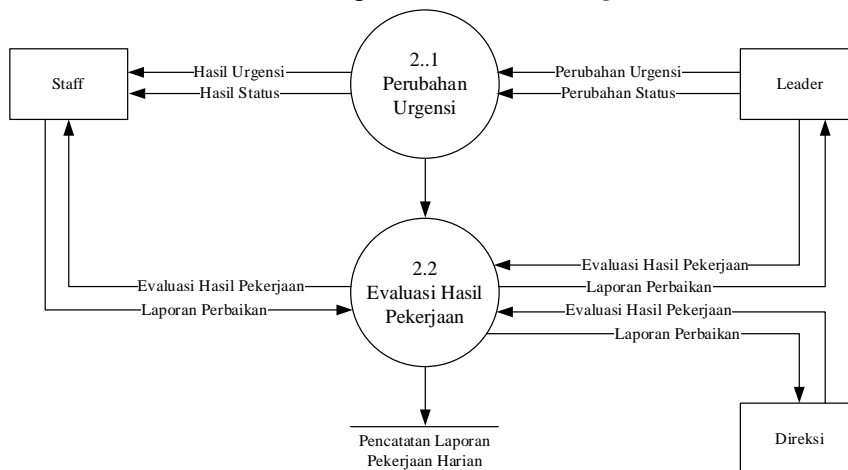 2..1
Perubahan
Urgensi
Staff
Hasil Urgensi
Hasil Status
Perubahan Urgensi
Perubahan Status
Leader
2.2
Evaluasi Hasil
Pekerjaan
Evaluasi Hasil Pekerjaan
Laporan Perbaikan
Evaluasi Hasil Pekerjaan
Laporan Perbaikan
Evaluasi Hasil Pekerjaan
Laporan Perbaikan
Pencatatan Laporan
Pekerjaan Harian
Direksi